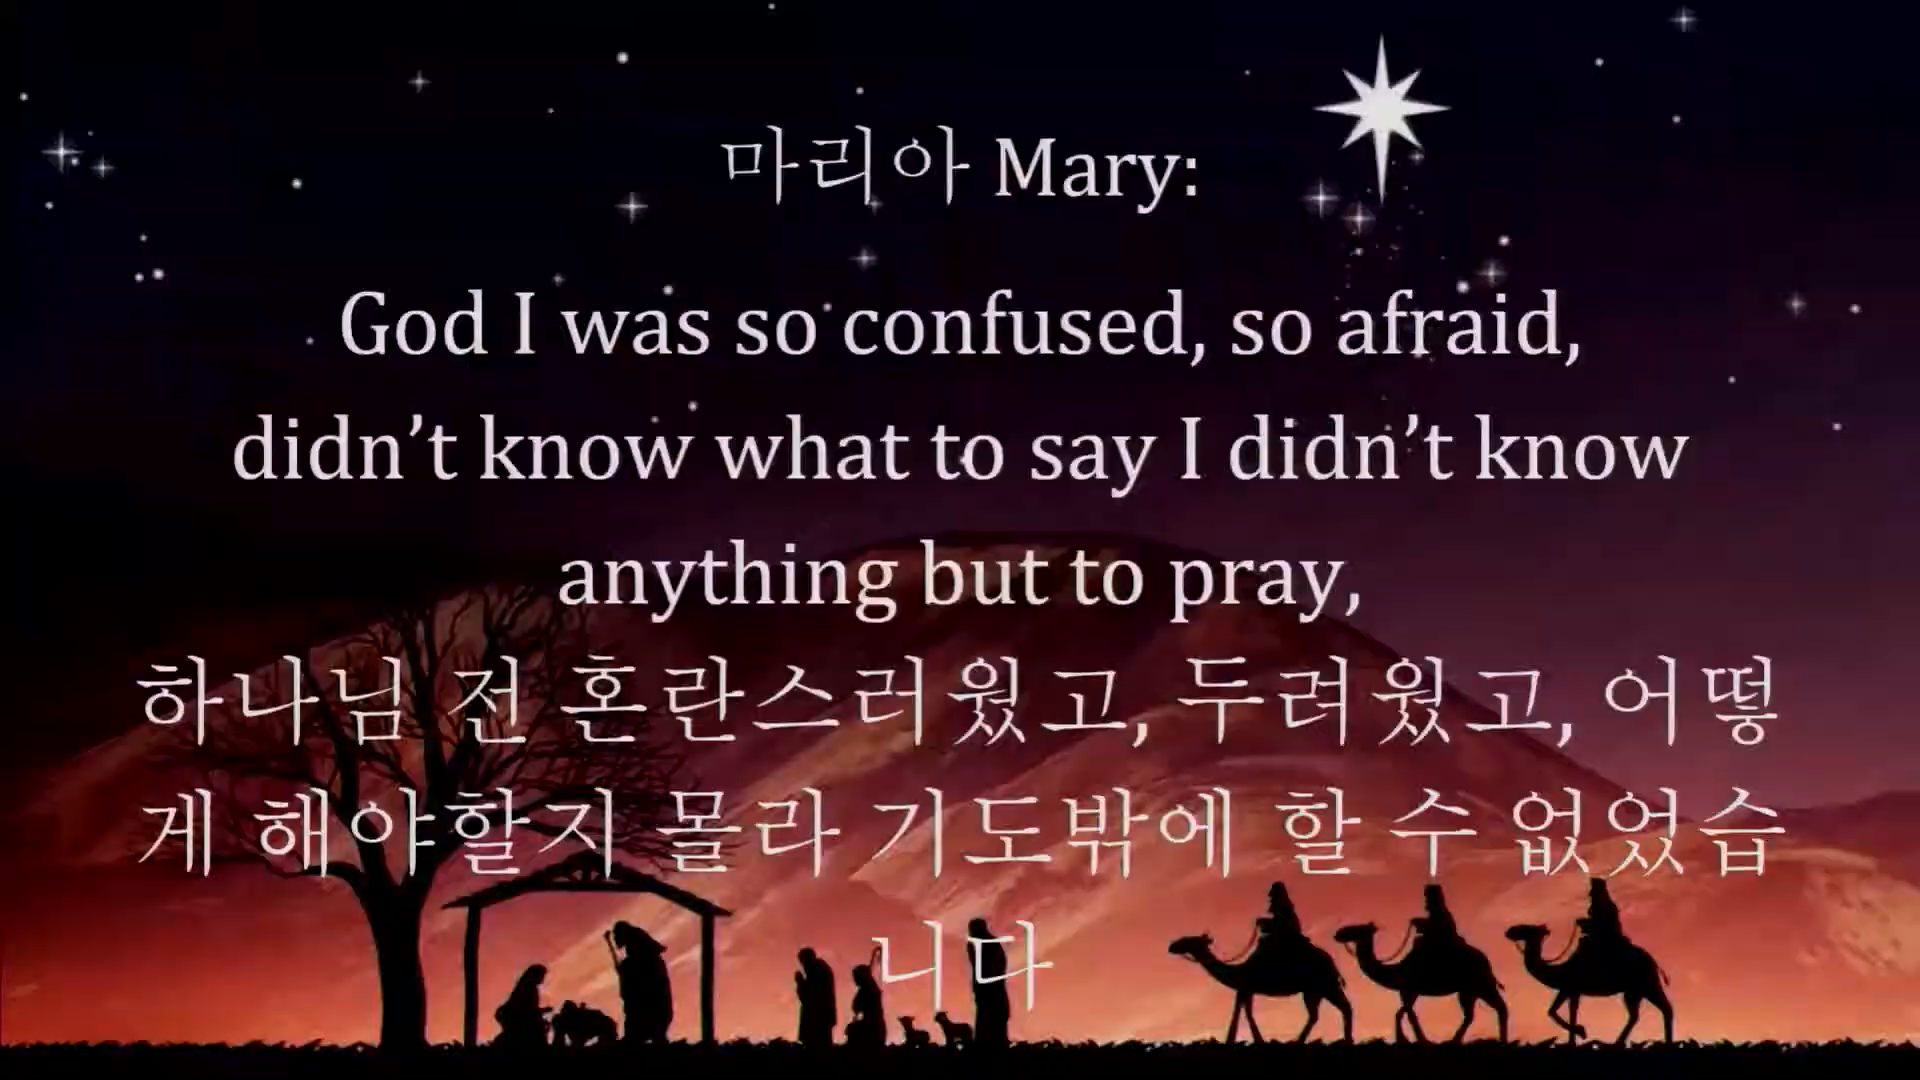 마리아 Mary:
God I was so confused, so afraid,
didn’t know what to say I didn’t know
anything but to pray,
하나님 전 혼란스러웠고, 두려웠고, 어떻
게 해야할지 몰라 기도밖에 할 수 없었습
니다